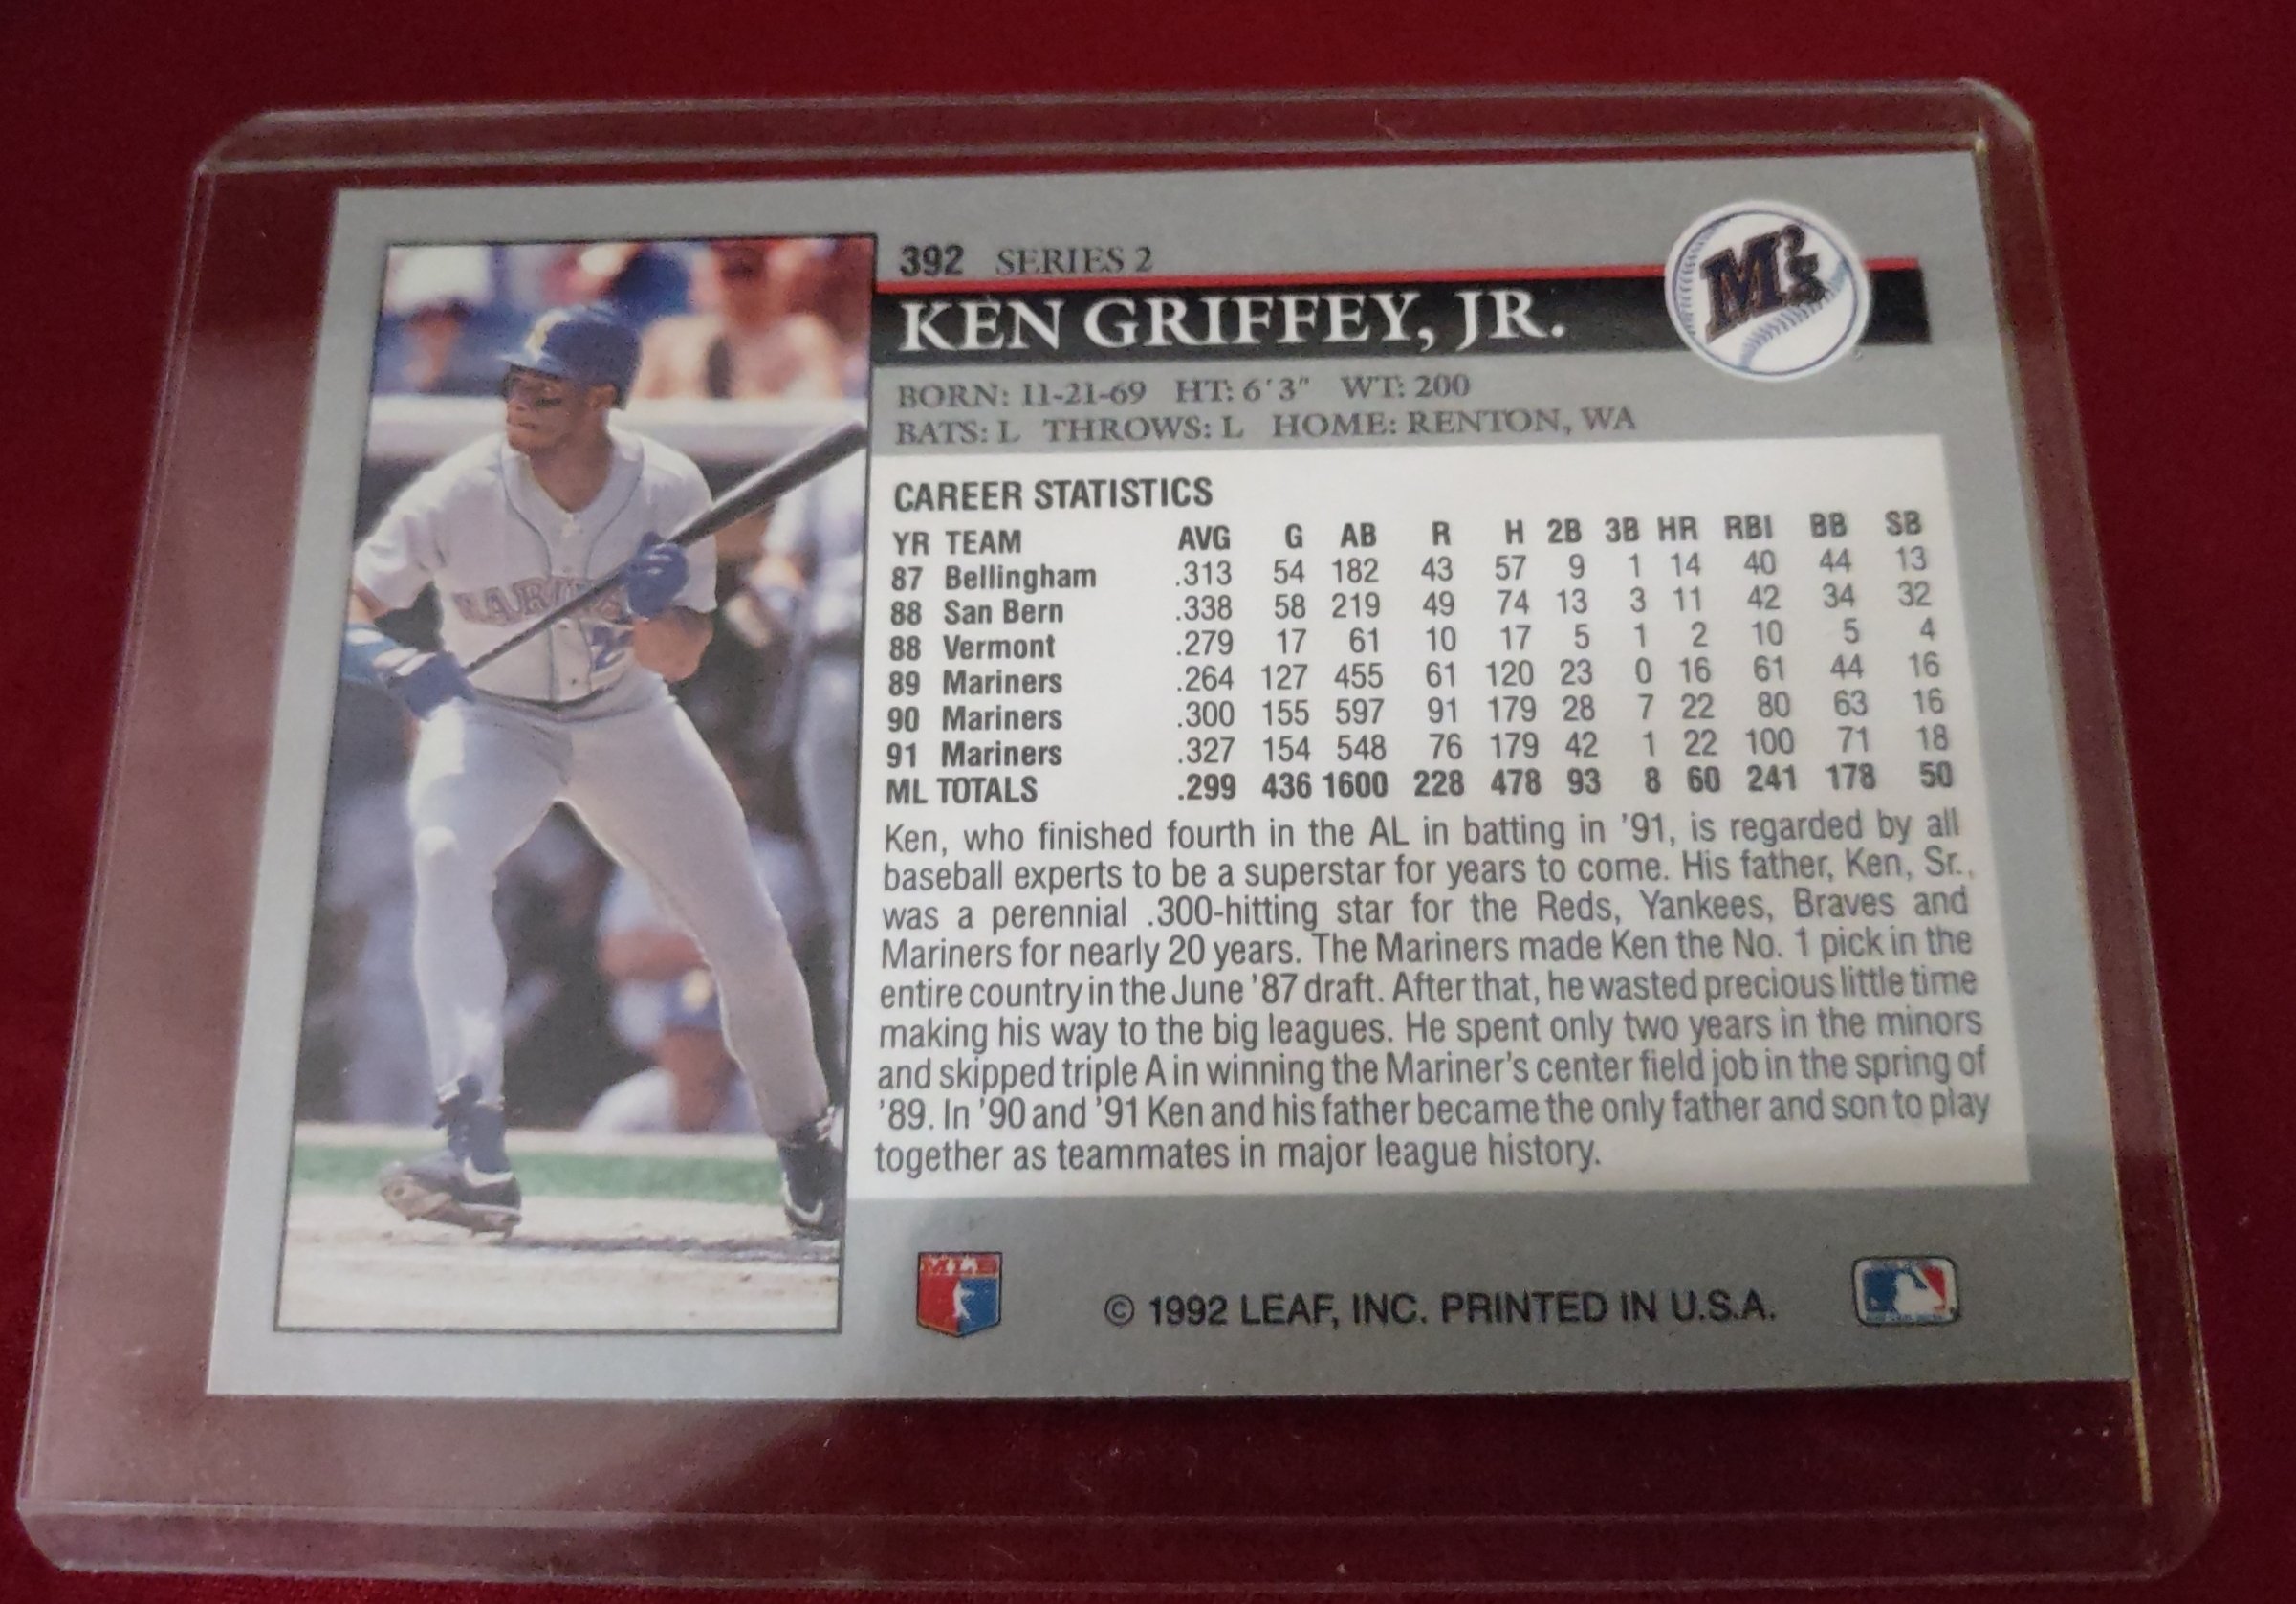 392 SERIES 2
M's
KEN GRIFFEY, JR.
BORN: 11-21-69 HT: 6'3" WT: 200
BATS: L THROWS: L HOME: RENTON, WA
CAREER STATISTICS
YR TEAM AVG G AB R H 2B 3B HR RBI BB SB
87 Bellingham .313 54 182 43 57 9 1 14 40 44 13
88 San Bern .338 58 219 49 74 13 3 11 42 34 32
88 Vermont .279 17 61 10 17 5 1 2 10 5 4
89 Mariners .264 127 455 61 120 23 0 16 61 44 16
90 Mariners .300 155 597 91 179 28 7 22 80 63 16
91 Mariners .327 154 548 76 179 42 1 22 100 71 18
ML TOTALS .299 436 1600 228 478 93 8 60 241 178 50
Ken, who finished fourth in the AL in batting in '91, is regarded by all
baseball experts to be a superstar for years to come. His father, Ken, Sr.,
was a perennial .300-hitting star for the Reds, Yankees, Braves and
Mariners for nearly 20 years. The Mariners made Ken the No. 1 pick in the
entire country in the June '87 draft. After that, he wasted precious little time
making his way to the big leagues. He spent only two years in the minors
and skipped triple A in winning the Mariner's center field job in the spring of
'89. In '90 and '91 Ken and his father became the only father and son to play
together as teammates in major league history.
© 1992 LEAF, INC. PRINTED IN U.S.A.